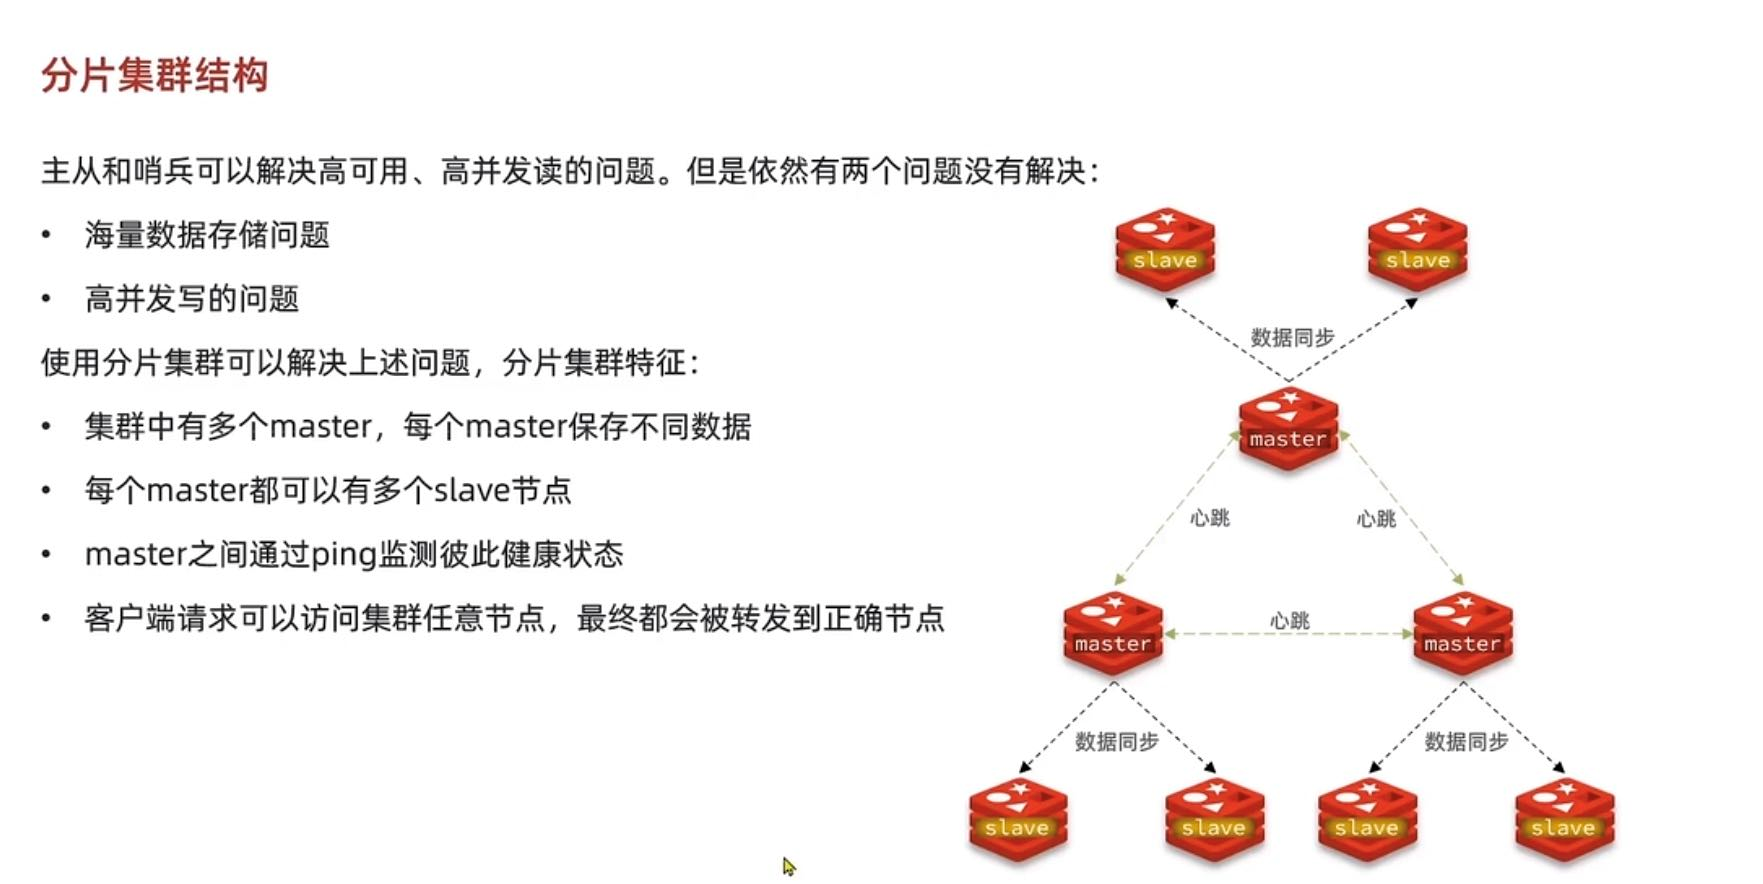 分片集群结构
主从和哨兵可以解决高可用、高并发读的问题。但是依然有两个问题没有解决：
• 海量数据存储问题
• 高并发写的问题
使用分片集群可以解决上述问题，分片集群特征：
• 集群中有多个master，每个master保存不同数据
• 每个master都可以有多个slave节点
• master之间通过ping监测彼此健康状态
• 客户端请求可以访问集群任意节点，最终都会被转发到正确节点
slave
slave
数据同步
master
心跳
心跳
master
心跳
master
数据同步
数据同步
slave
slave
slave
slave